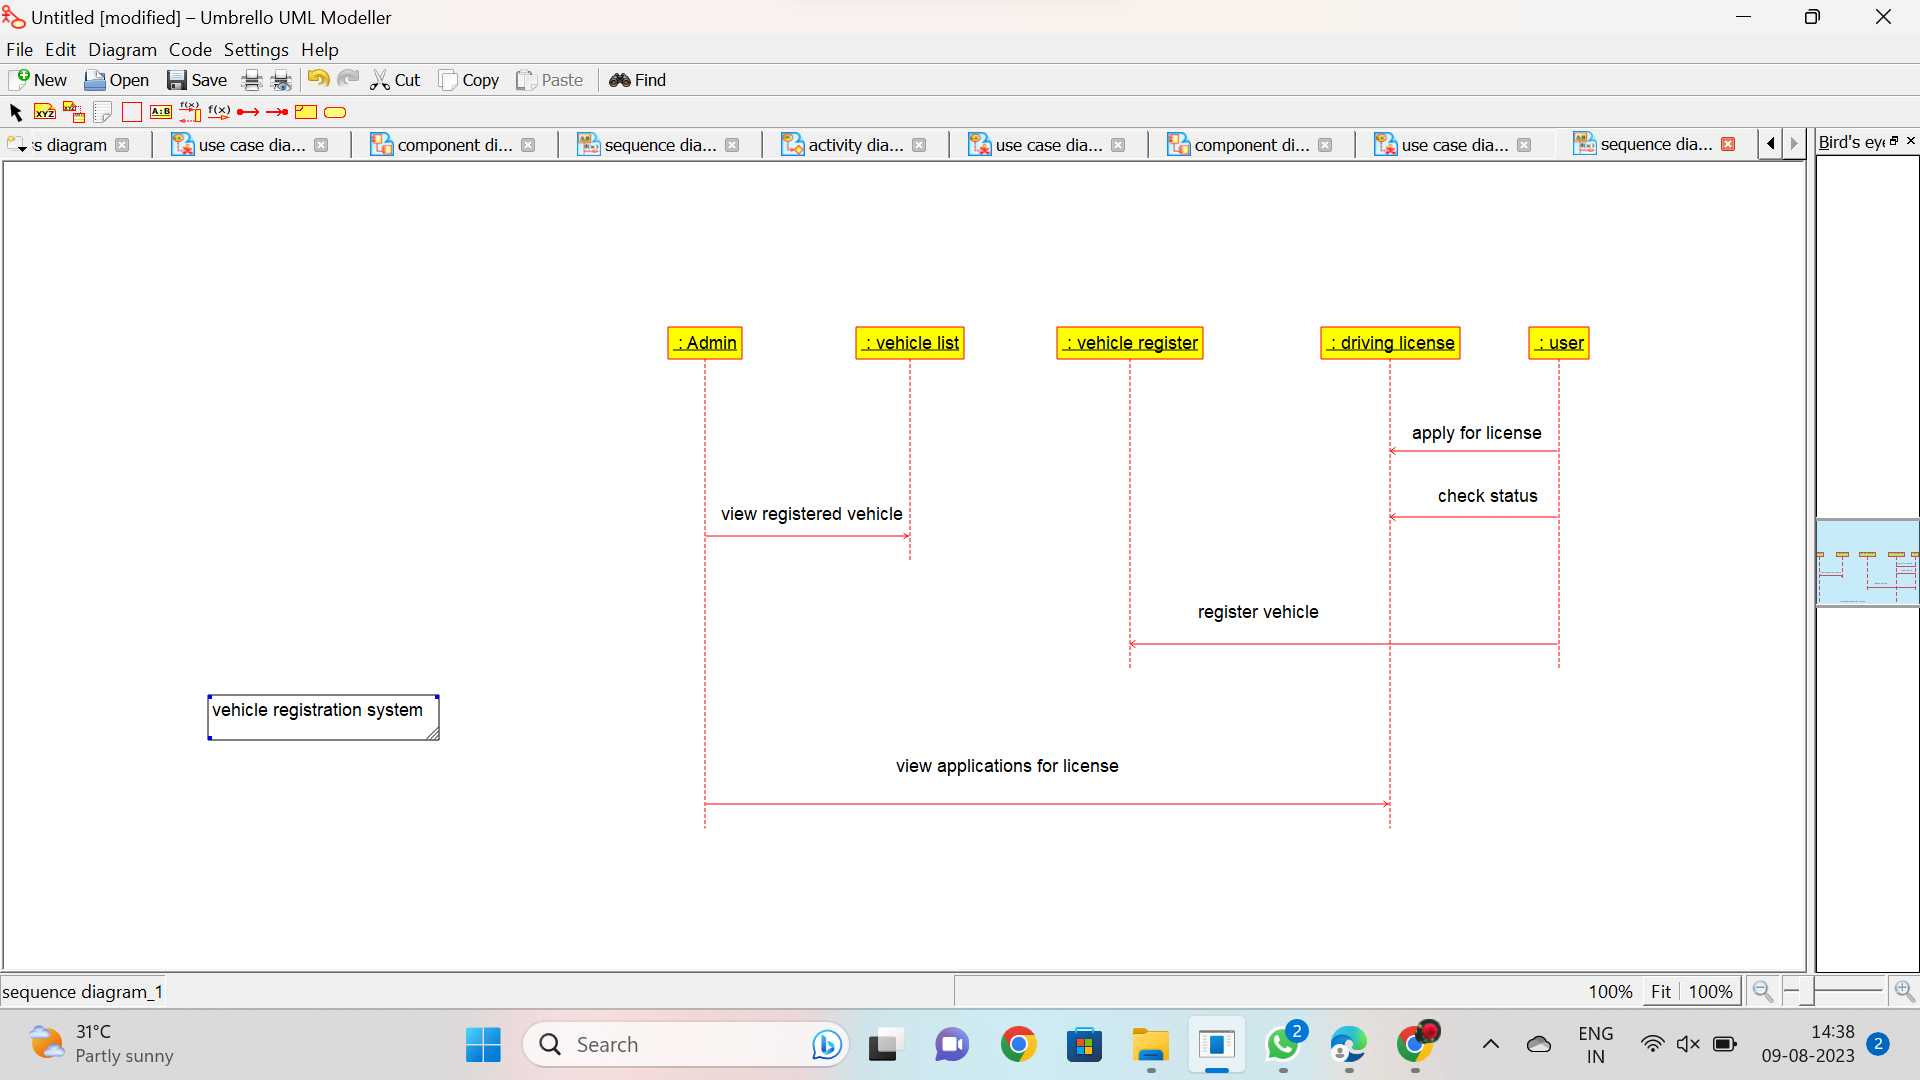 Untitled [modified] – Umbrello UML Modeller
File Edit Diagram Code Settings Help
New Open Save Cut Copy Paste Find
XYZ XYZ A:B f(x) f(x)
s diagram use case dia... component di... sequence dia... activity dia... use case dia... component di... use case dia... sequence dia... Bird's ey
: Admin : vehicle list : vehicle register : driving license : user
apply for license
check status
view registered vehicle
register vehicle
vehicle registration system
view applications for license
sequence diagram_1 100% Fit 100%
31°C
Partly sunny
Search
2
ENG
IN
14:38
09-08-2023
2